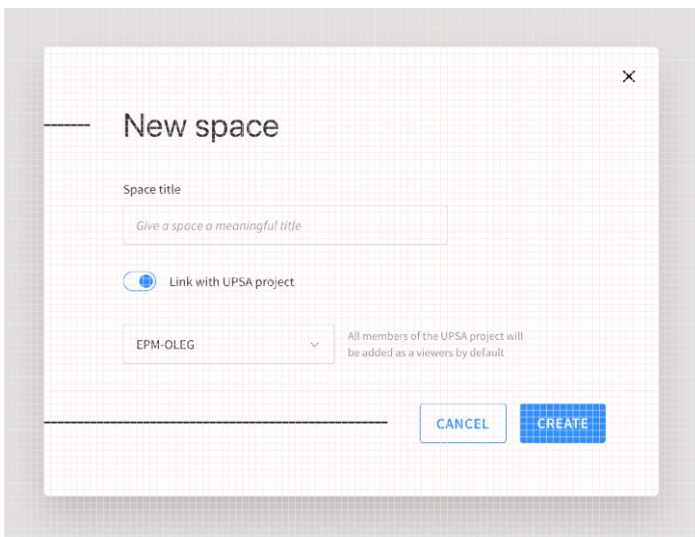 New space
Space title
Give a space a meaningful title
Link with UPSA project
EPM-OLEG
All members of the UPSA project will
be added as a viewers by default
CANCEL
CREATE